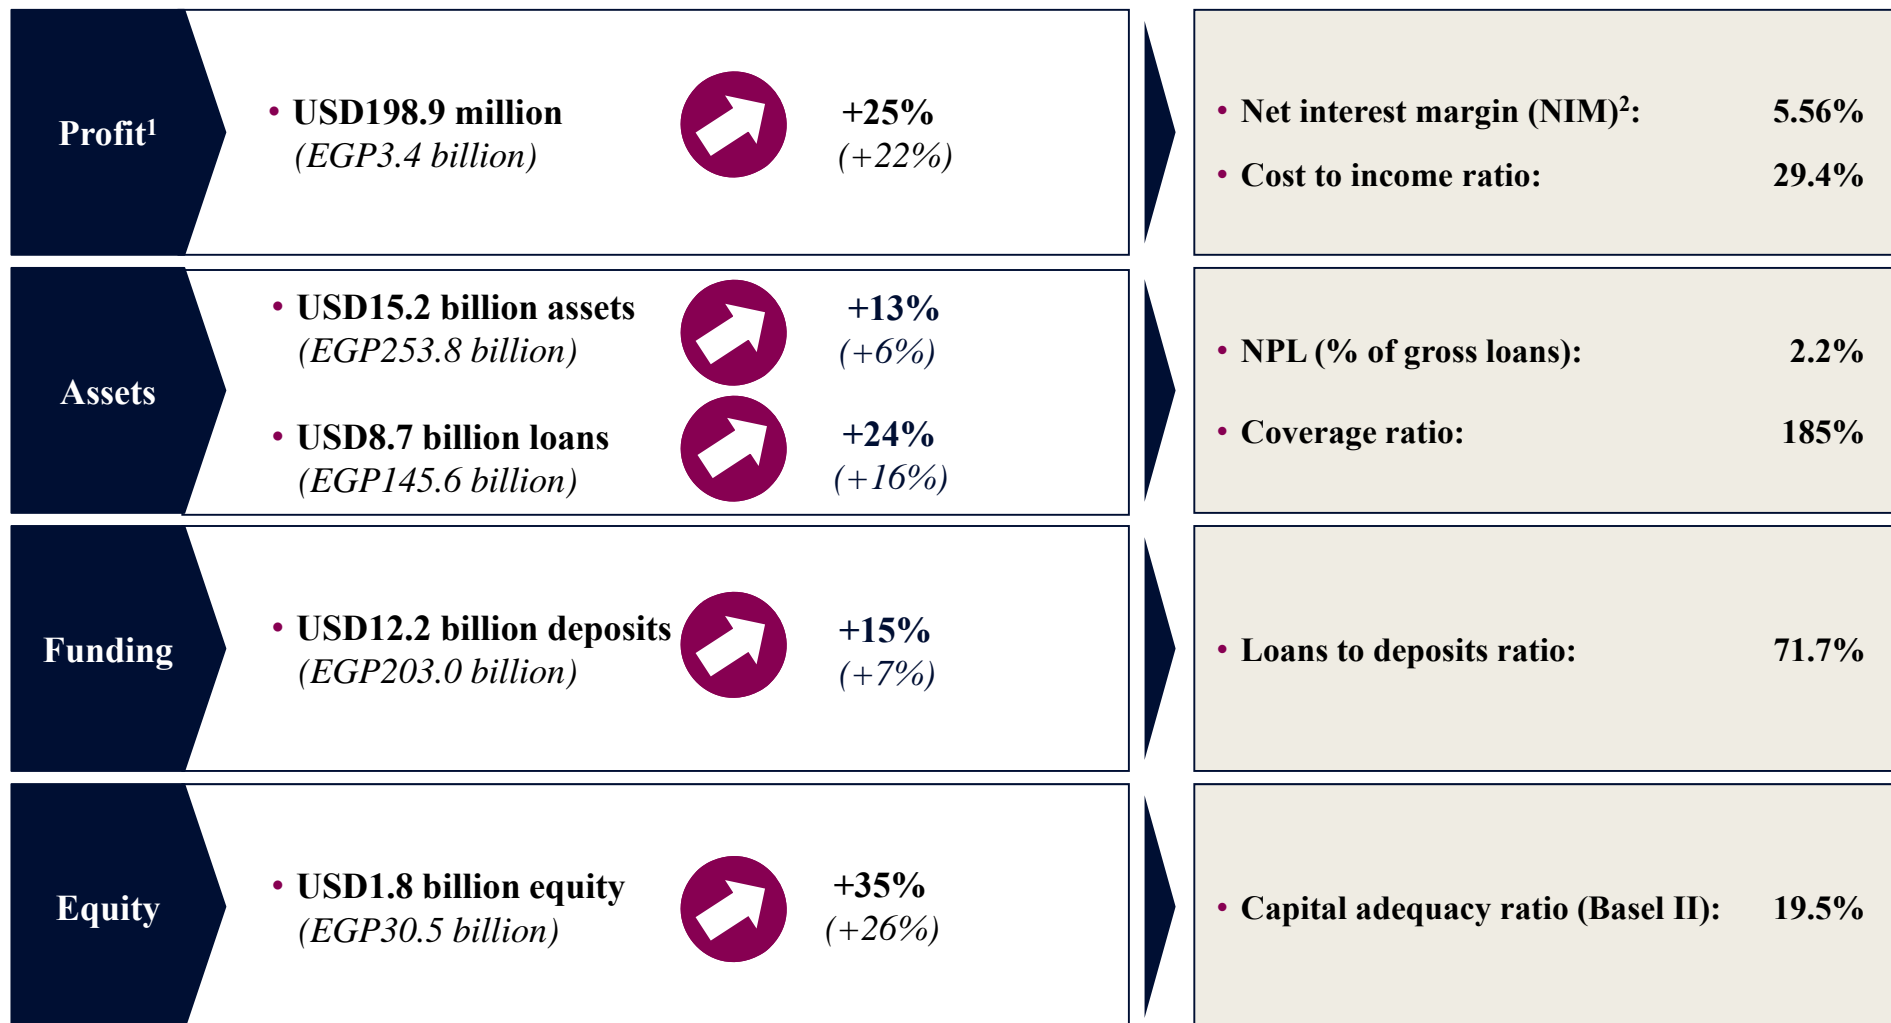 Profit¹
• USD198.9 million
(EGP3.4 billion)
+25%
(+22%)
• Net interest margin (NIM)²: 5.56%
• Cost to income ratio: 29.4%
Assets
• USD15.2 billion assets
(EGP253.8 billion)
+13%
(+6%)
• USD8.7 billion loans
(EGP145.6 billion)
+24%
(+16%)
• NPL (% of gross loans): 2.2%
• Coverage ratio: 185%
Funding
• USD12.2 billion deposits
(EGP203.0 billion)
+15%
(+7%)
• Loans to deposits ratio: 71.7%
Equity
• USD1.8 billion equity
(EGP30.5 billion)
+35%
(+26%)
• Capital adequacy ratio (Basel II): 19.5%